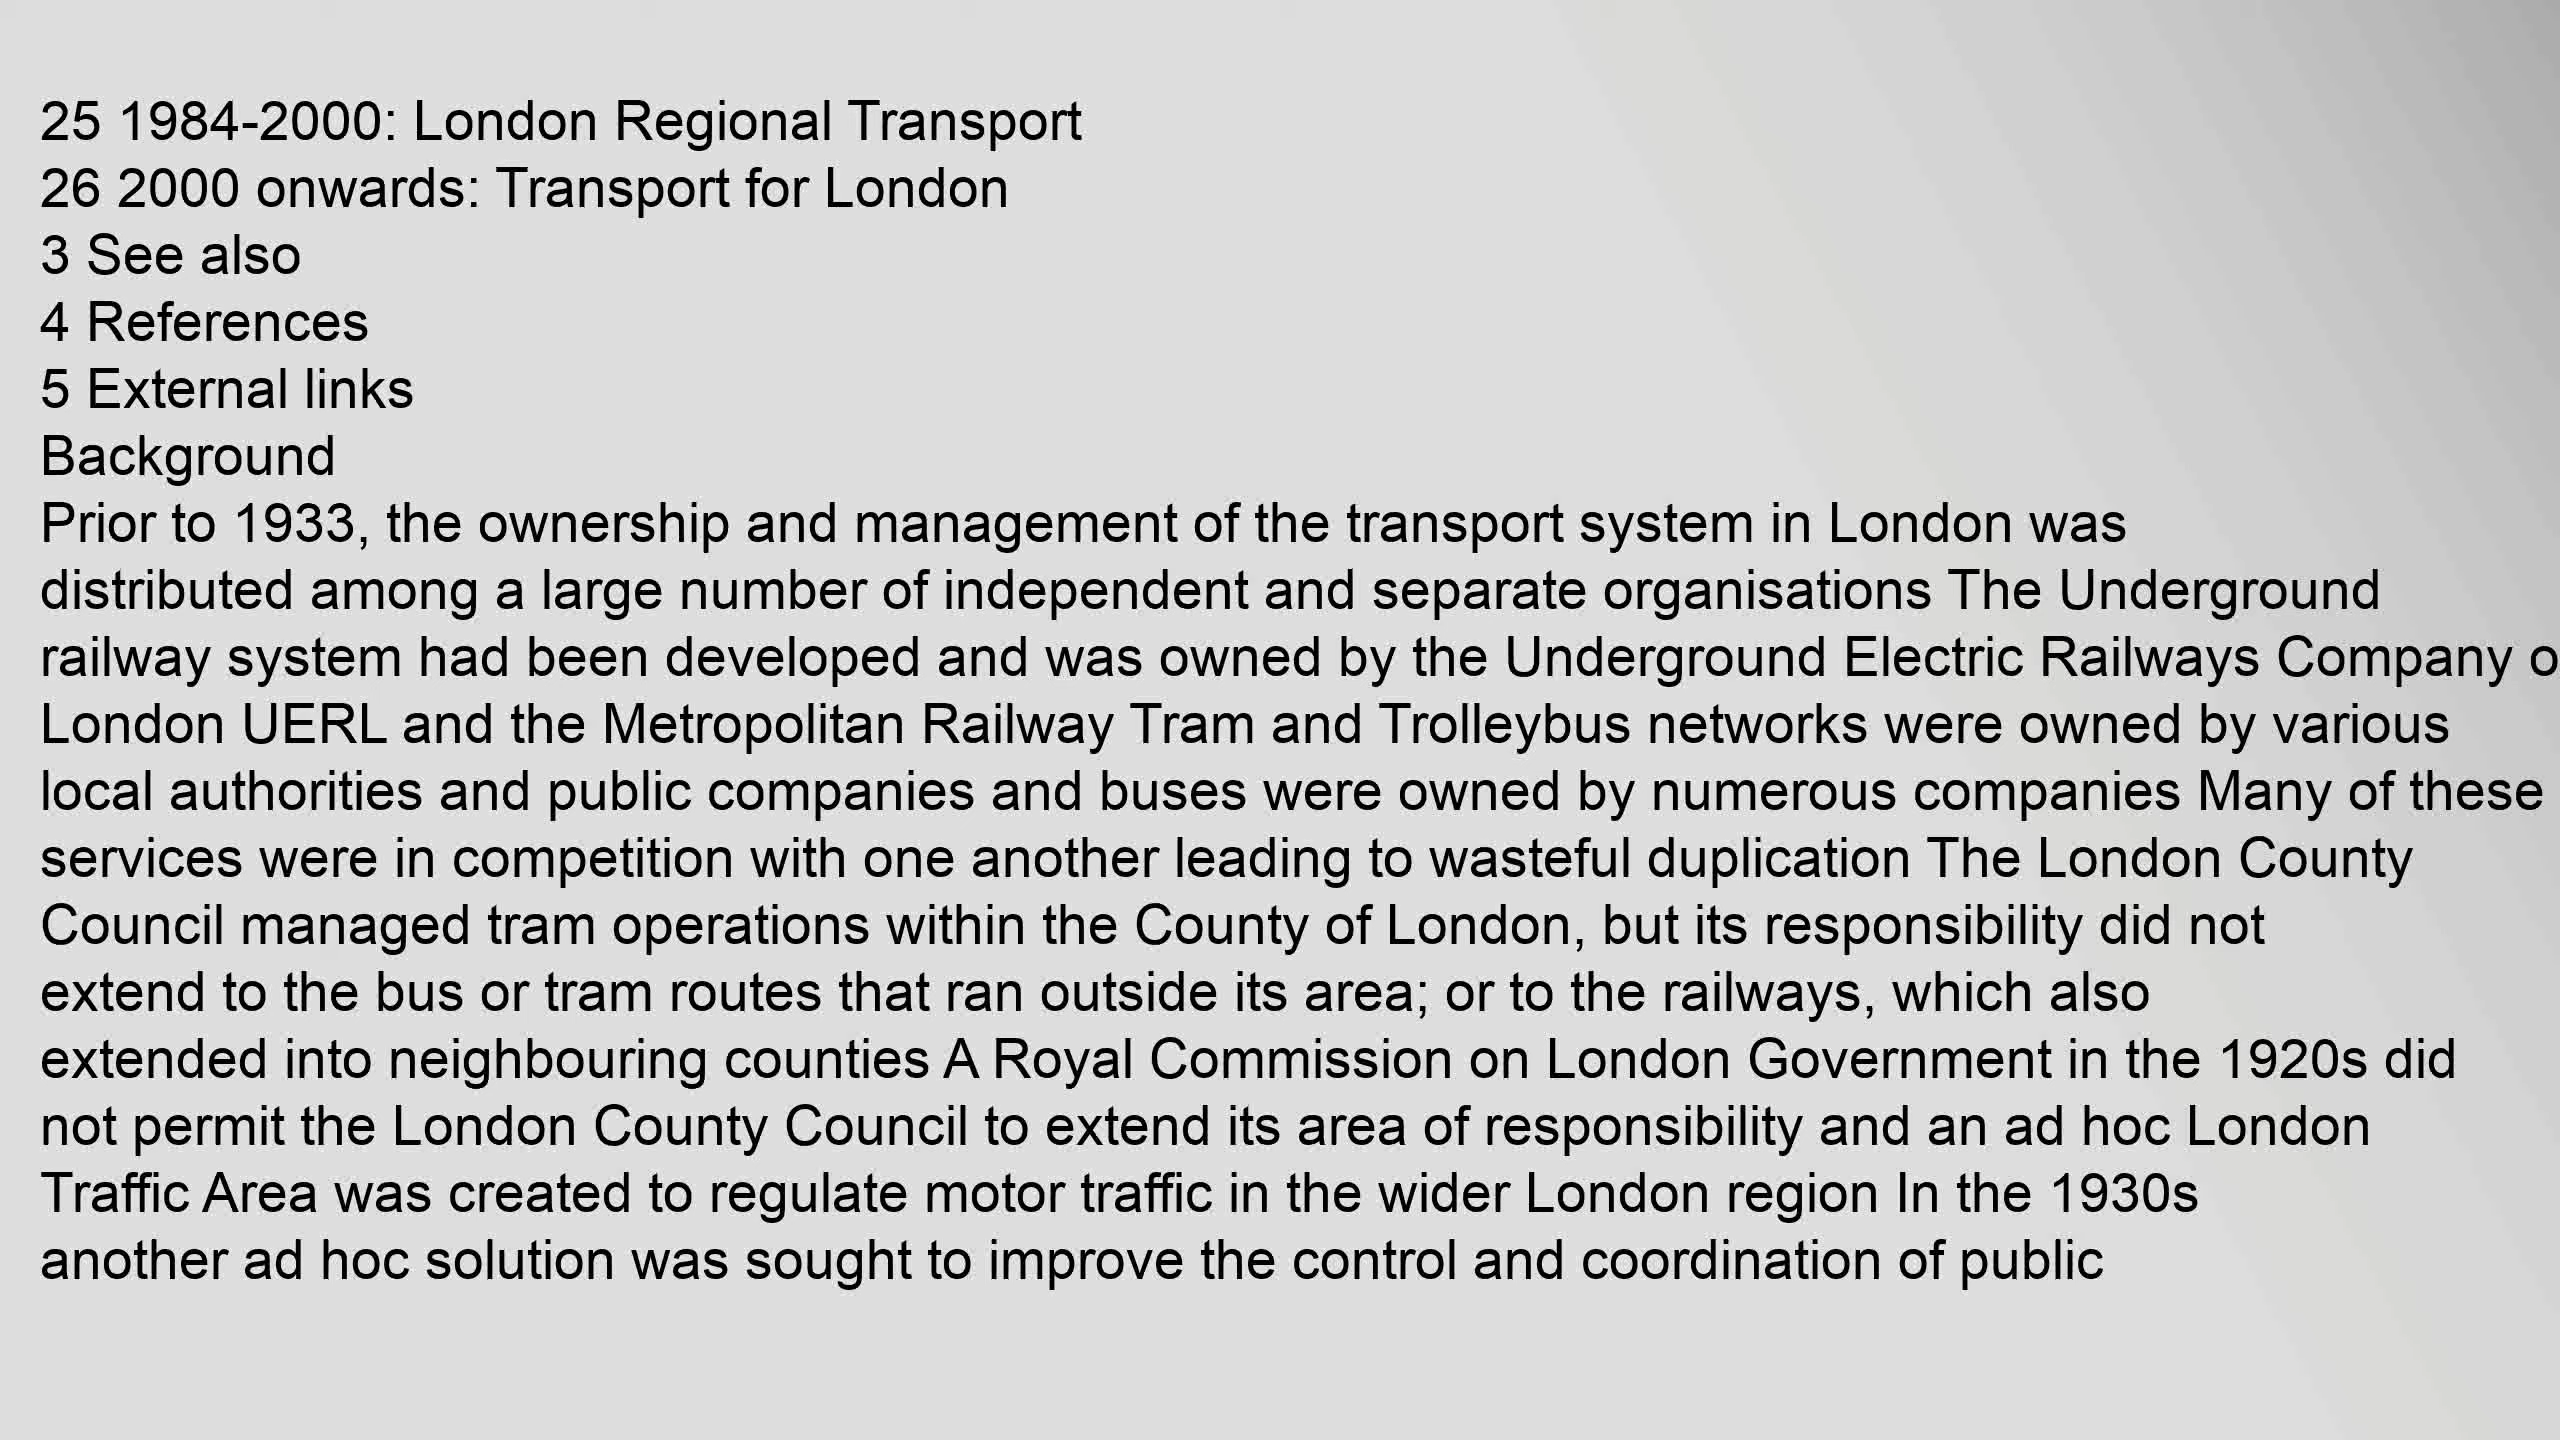 25 1984-2000: London Regional Transport
26 2000 onwards: Transport for London
3 See also
4 References
5 External links
Background
Prior to 1933, the ownership and management of the transport system in London was
distributed among a large number of independent and separate organisations The Underground
railway system had been developed and was owned by the Underground Electric Railways Company o
London UERL and the Metropolitan Railway Tram and Trolleybus networks were owned by various
local authorities and public companies and buses were owned by numerous companies Many of these
services were in competition with one another leading to wasteful duplication The London County
Council managed tram operations within the County of London, but its responsibility did not
extend to the bus or tram routes that ran outside its area; or to the railways, which also
extended into neighbouring counties A Royal Commission on London Government in the 1920s did
not permit the London County Council to extend its area of responsibility and an ad hoc London
Traffic Area was created to regulate motor traffic in the wider London region In the 1930s
another ad hoc solution was sought to improve the control and coordination of public